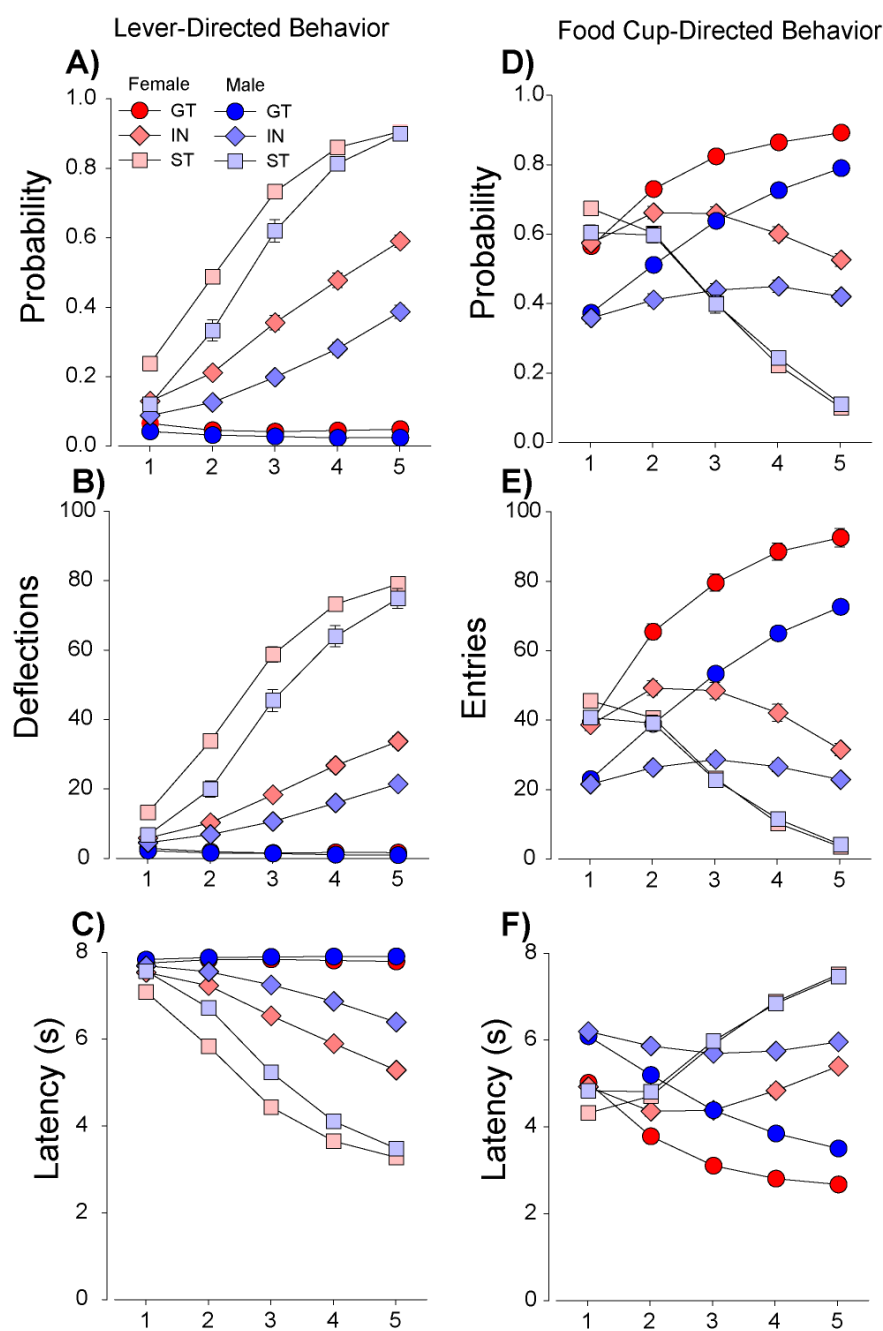 Lever-Directed Behavior
Food Cup-Directed Behavior
A)
Female Male
GT GT
IN IN
ST ST
Probability
1.0
0.8
0.6
0.4
0.2
0.0
1 2 3 4 5
D)
Probability
1.0
0.8
0.6
0.4
0.2
0.0
1 2 3 4 5
B)
Deflections
100
80
60
40
20
0
1 2 3 4 5
E)
Entries
100
80
60
40
20
0
1 2 3 4 5
C)
Latency (s)
8
6
4
2
0
1 2 3 4 5
F)
Latency (s)
8
6
4
2
0
1 2 3 4 5